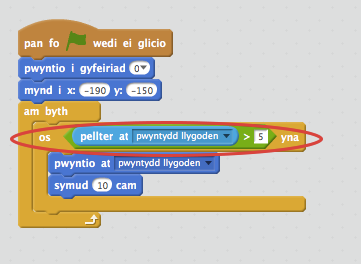 pan fo wedi ei glicio
pwyntio i gyfeiriad 0
mynd i x: -190 y: -150
am byth
os pellter at pwyntydd llygoden > 5 yna
pwyntio at pwyntydd llygoden
symud 10 cam